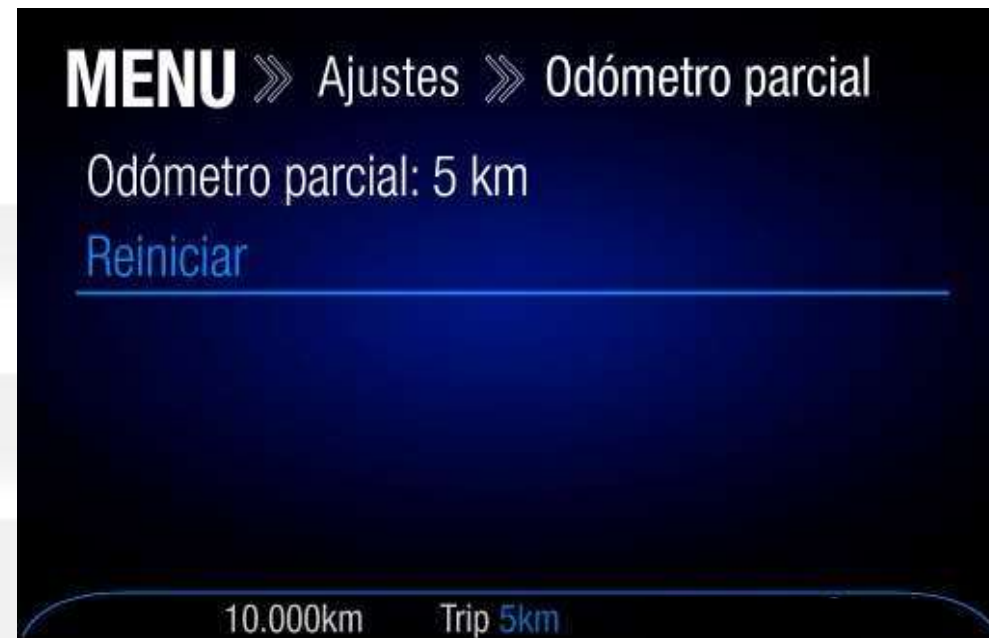 MENU Ajustes Odómetro parcial
Odómetro parcial: 5 km
Reiniciar
10.000km Trip 5km